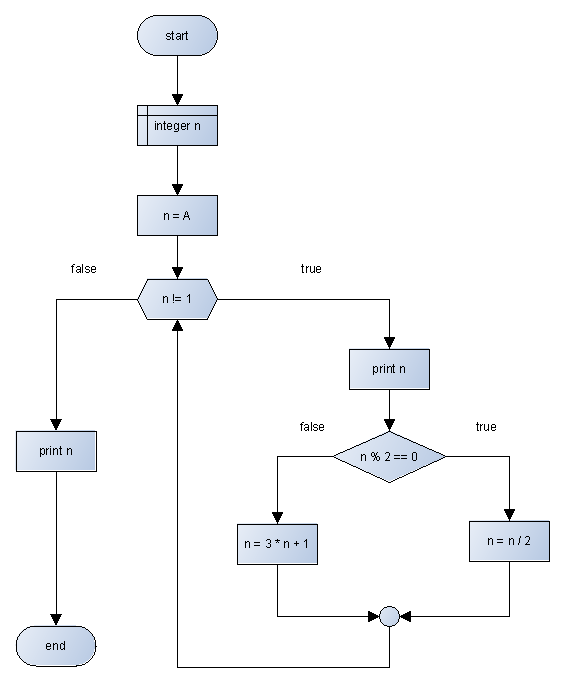 start
integer n
n = A
false
true
n != 1
print n
false
true
print n
n % 2 == 0
n = 3 * n + 1
n = n / 2
end